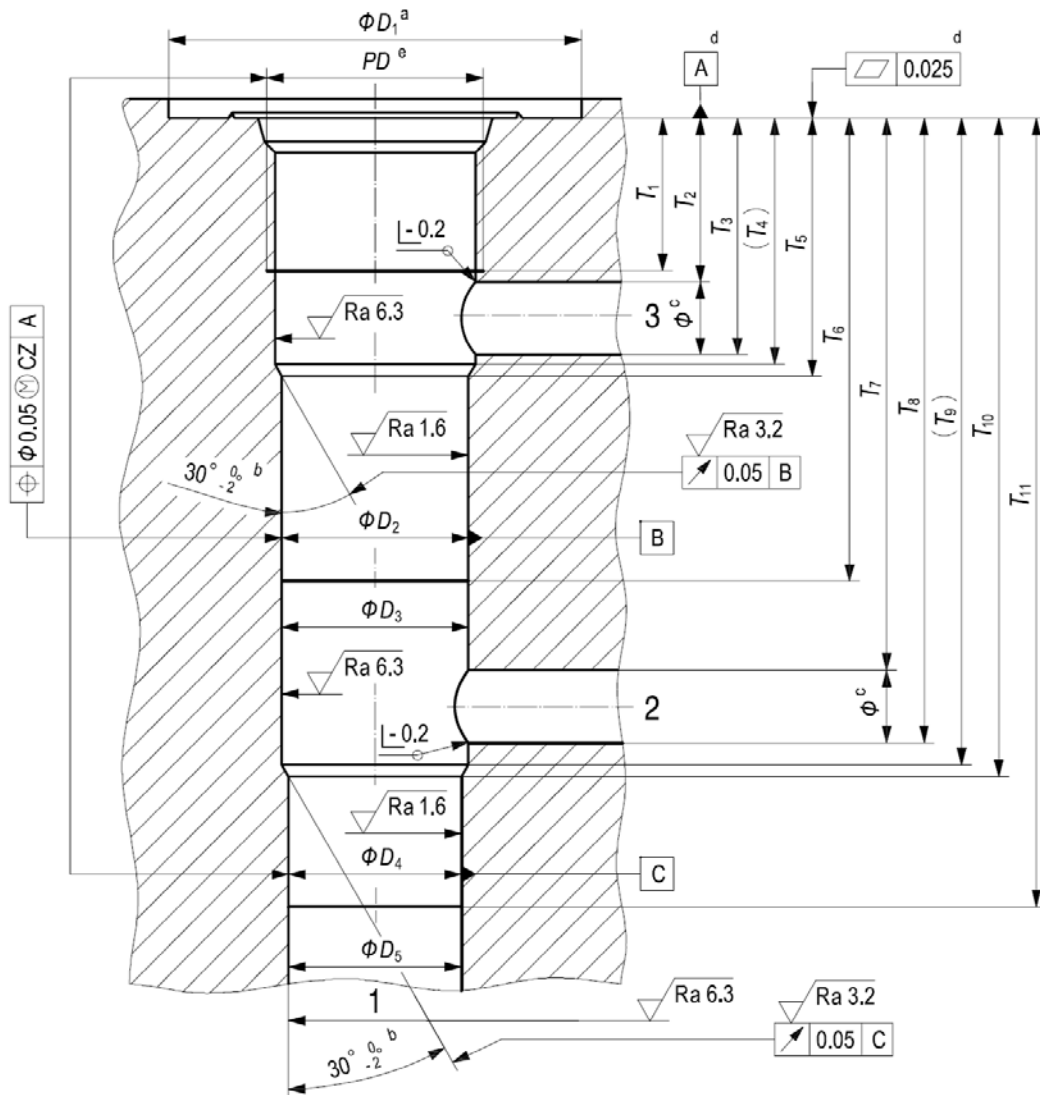 ΦD₁ᵃ
PD ᵉ
A ᵈ
⏥ 0.025 ᵈ
T₁
T₂
T₃
(T₄)
T₅
T₆
T₇
T₈
(T₉)
T₁₀
T₁₁
-0.2
Ra 6.3
3
Φ ᶜ
⌖ Φ0.05 Ⓜ CZ A
Ra 1.6
Ra 3.2
↗ 0.05 B
30° 0° -2° b
ΦD₂
B
ΦD₃
Ra 6.3
2
Φ ᶜ
-0.2
Ra 1.6
ΦD₄
C
ΦD₅
1
Ra 6.3
Ra 3.2
↗ 0.05 C
30° 0° -2° b